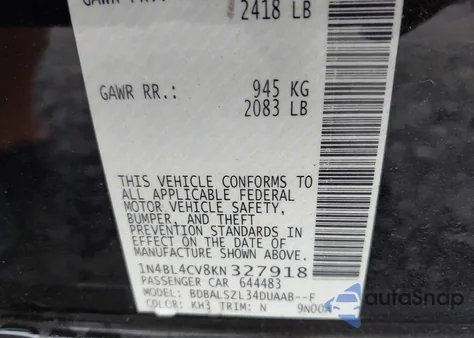 2418 LB
GAWR RR.: 945 KG
2083 LB
THIS VEHICLE CONFORMS TO
ALL APPLICABLE FEDERAL
MOTOR VEHICLE SAFETY,
BUMPER, AND THEFT
PREVENTION STANDARDS IN
EFFECT ON THE DATE OF
MANUFACTURE SHOWN ABOVE.
1N4BL4CV8KN327918
PASSENGER CAR 644483
MODEL: BDBALSZL34DUAAB--F
COLOR: KH3 TRIM: N 9N00A
autoSnap